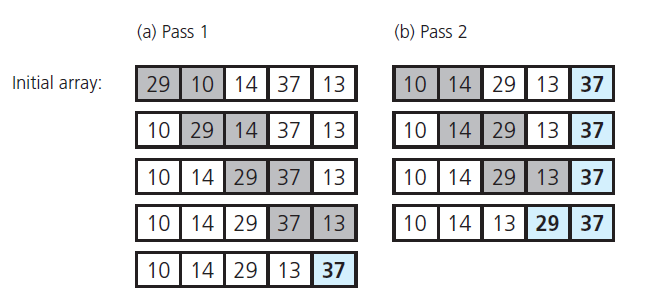 (a) Pass 1 (b) Pass 2
Initial array: 29 10 14 37 13 10 14 29 13 37
10 29 14 37 13 10 14 29 13 37
10 14 29 37 13 10 14 29 13 37
10 14 29 37 13 10 14 13 29 37
10 14 29 13 37